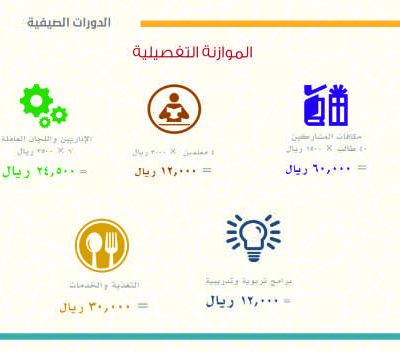 الدورات الصيفية
الموازنة التفصيلية
مكافآت المشاركين
٤٠ طالب × ١٥٠٠ ريال
= ٦٠,٠٠٠ ريال
٤ معلمين × ٣٠٠٠ ريال
= ١٢,٠٠٠ ريال
الإداريين واللجان العاملة
٧ × ٣٥٠٠ ريال
= ٢٤,٥٠٠ ريال
برامج تربوية وتدريبية
= ١٢,٠٠٠ ريال
التغذية والخدمات
= ٣٠,٠٠٠ ريال